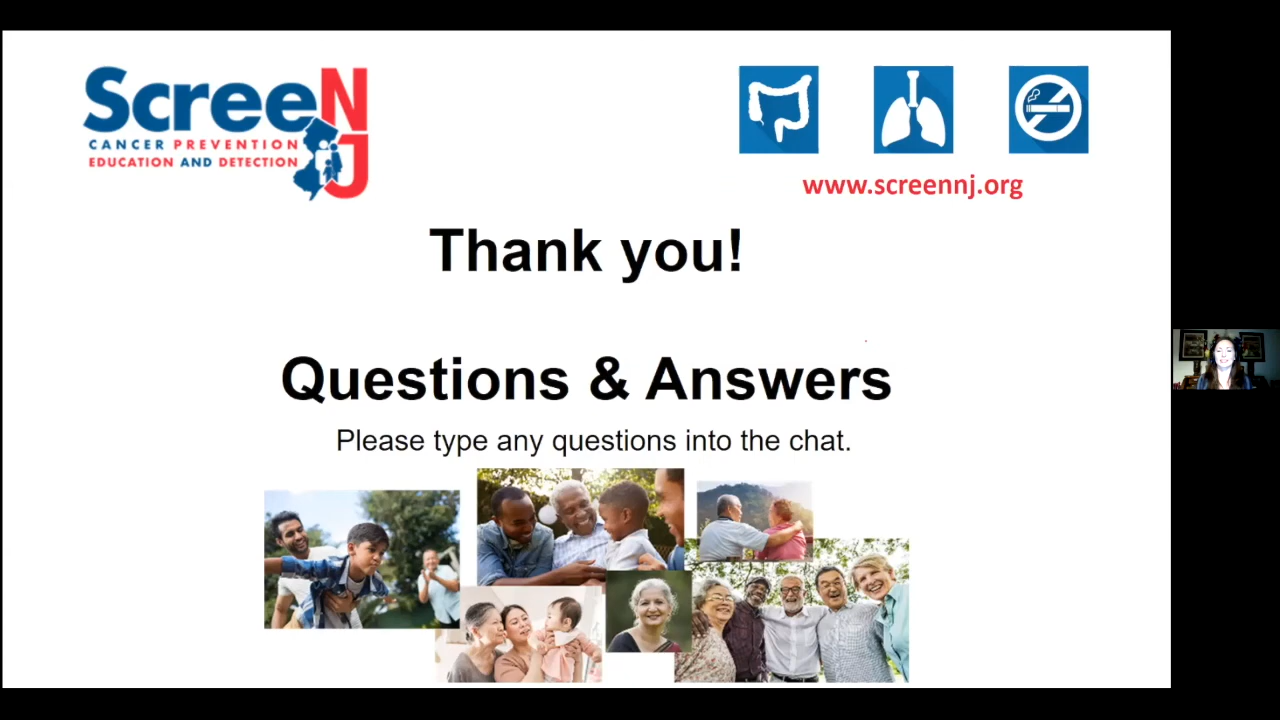 ScreeNJ
CANCER PREVENTION
EDUCATION AND DETECTION
www.screennj.org
Thank you!
Questions & Answers
Please type any questions into the chat.